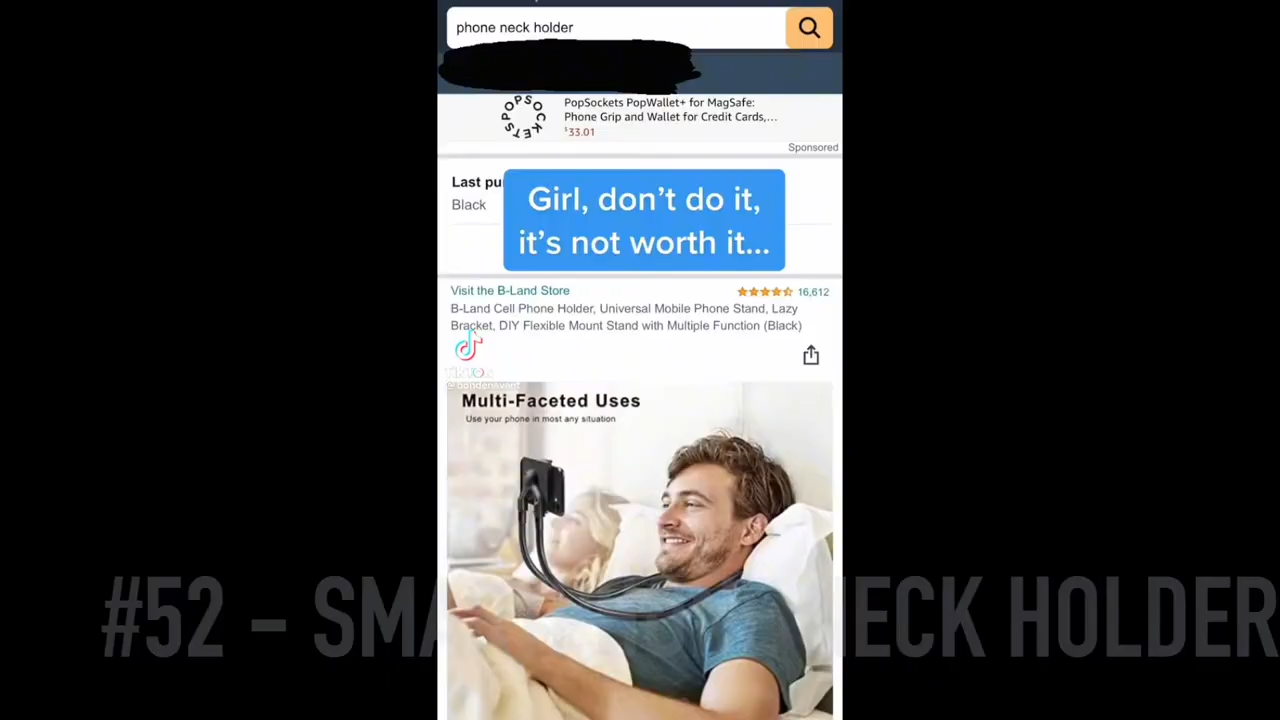 phone neck holder
POPSOCKETS
PopSockets PopWallet+ for MagSafe:
Phone Grip and Wallet for Credit Cards,...
$33.01
Sponsored
Last pu
Black
Girl, don’t do it,
it’s not worth it...
Visit the B-Land Store
16,612
B-Land Cell Phone Holder, Universal Mobile Phone Stand, Lazy
Bracket, DIY Flexible Mount Stand with Multiple Function (Black)
TikTok
Multi-Faceted Uses
Use your phone in most any situation
#52 - SMA
NECK HOLDER